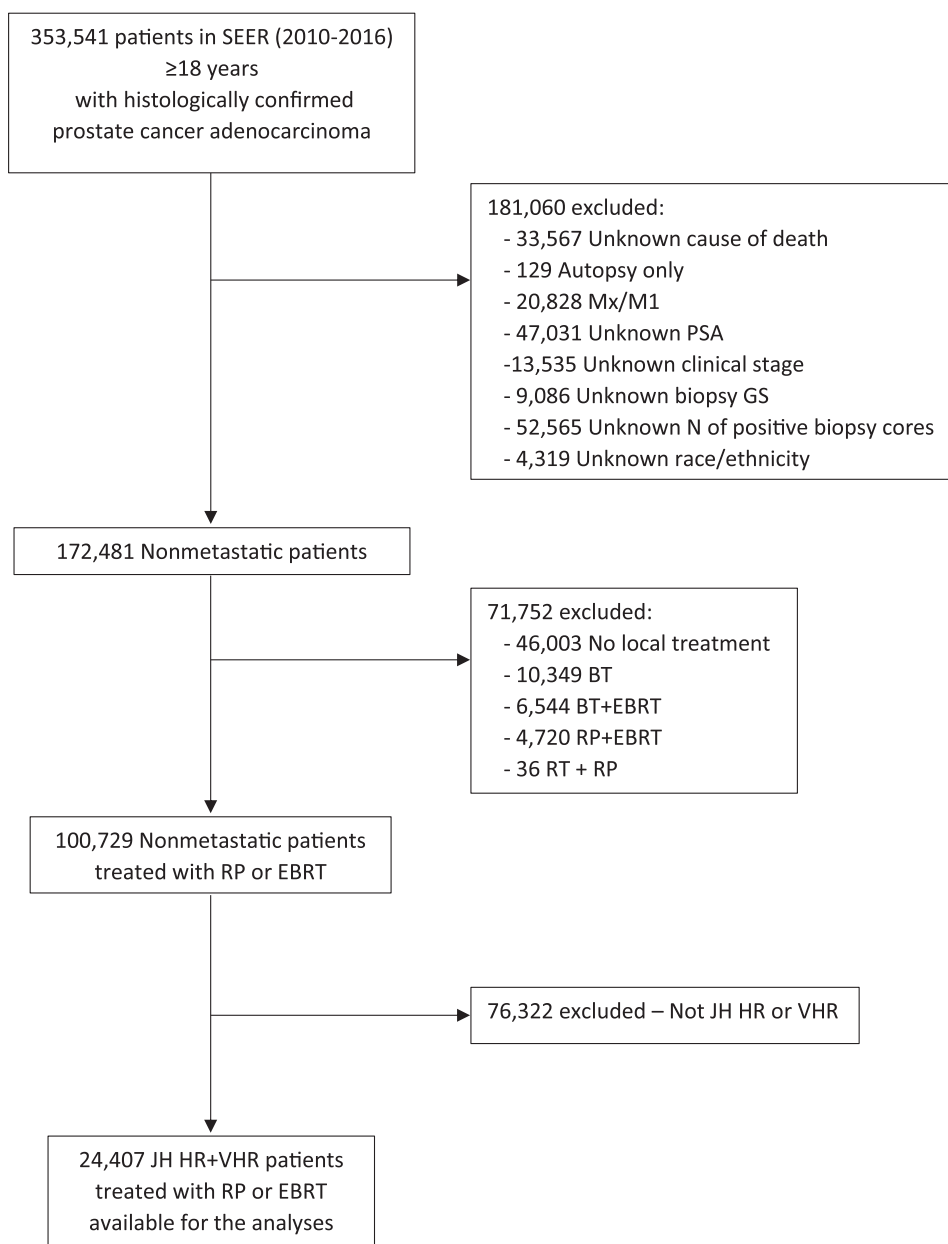 353,541 patients in SEER (2010-2016)
≥18 years
with histologically confirmed
prostate cancer adenocarcinoma
181,060 excluded:
- 33,567 Unknown cause of death
- 129 Autopsy only
- 20,828 Mx/M1
- 47,031 Unknown PSA
-13,535 Unknown clinical stage
- 9,086 Unknown biopsy GS
- 52,565 Unknown N of positive biopsy cores
- 4,319 Unknown race/ethnicity
172,481 Nonmetastatic patients
71,752 excluded:
- 46,003 No local treatment
- 10,349 BT
- 6,544 BT+EBRT
- 4,720 RP+EBRT
- 36 RT + RP
100,729 Nonmetastatic patients
treated with RP or EBRT
76,322 excluded – Not JH HR or VHR
24,407 JH HR+VHR patients
treated with RP or EBRT
available for the analyses